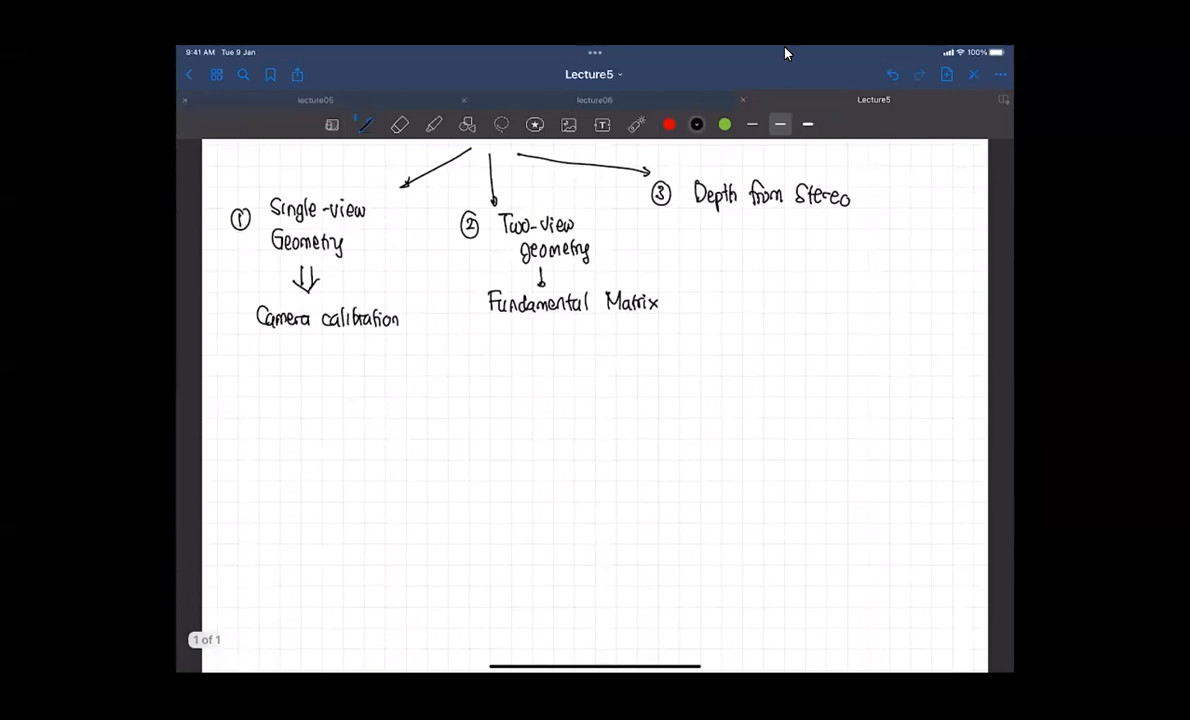 9:41 AM Tue 9 Jan
100%
Lecture5
lecture05
lecture06
Lecture5
① Single-view
Geometry
Camera calibration
② Two-view
geometry
Fundamental Matrix
③ Depth from Stereo
1 of 1